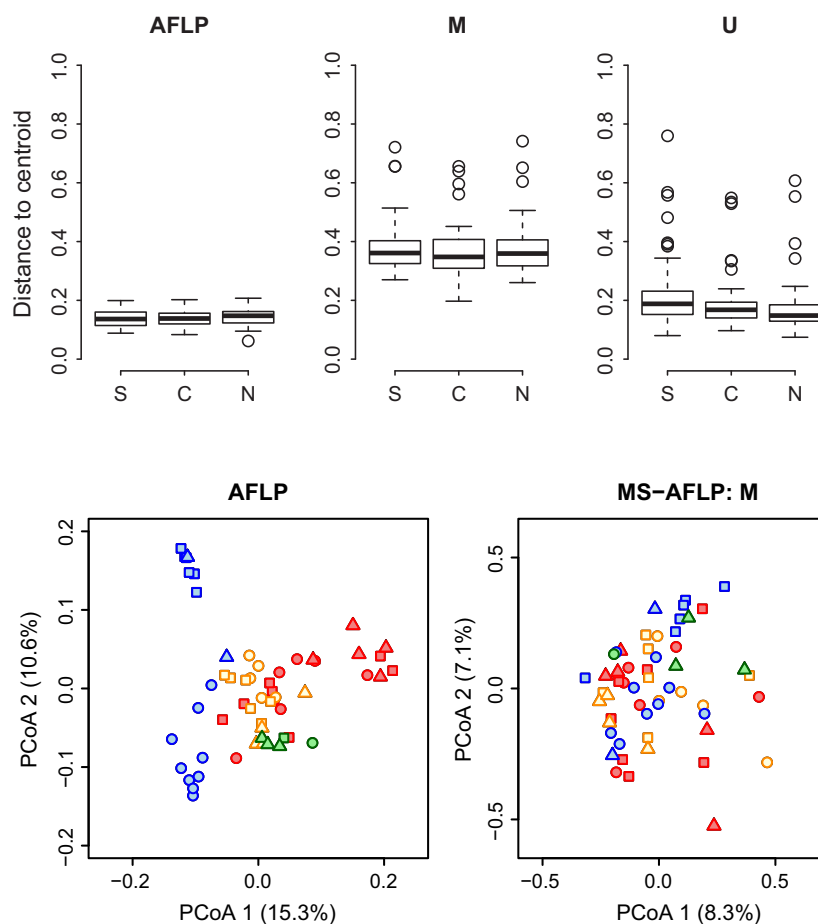 AFLP
M
U
Distance to centroid
0.0 0.2 0.4 0.6 0.8 1.0
S C N
0.0 0.2 0.4 0.6 0.8 1.0
S C N
0.0 0.2 0.4 0.6 0.8 1.0
S C N
AFLP
PCoA 2 (10.6%)
−0.2 −0.1 0.0 0.1 0.2
−0.2 0.0 0.2
PCoA 1 (15.3%)
MS−AFLP: M
PCoA 2 (7.1%)
−0.5 0.0 0.5
−0.5 0.0 0.5
PCoA 1 (8.3%)